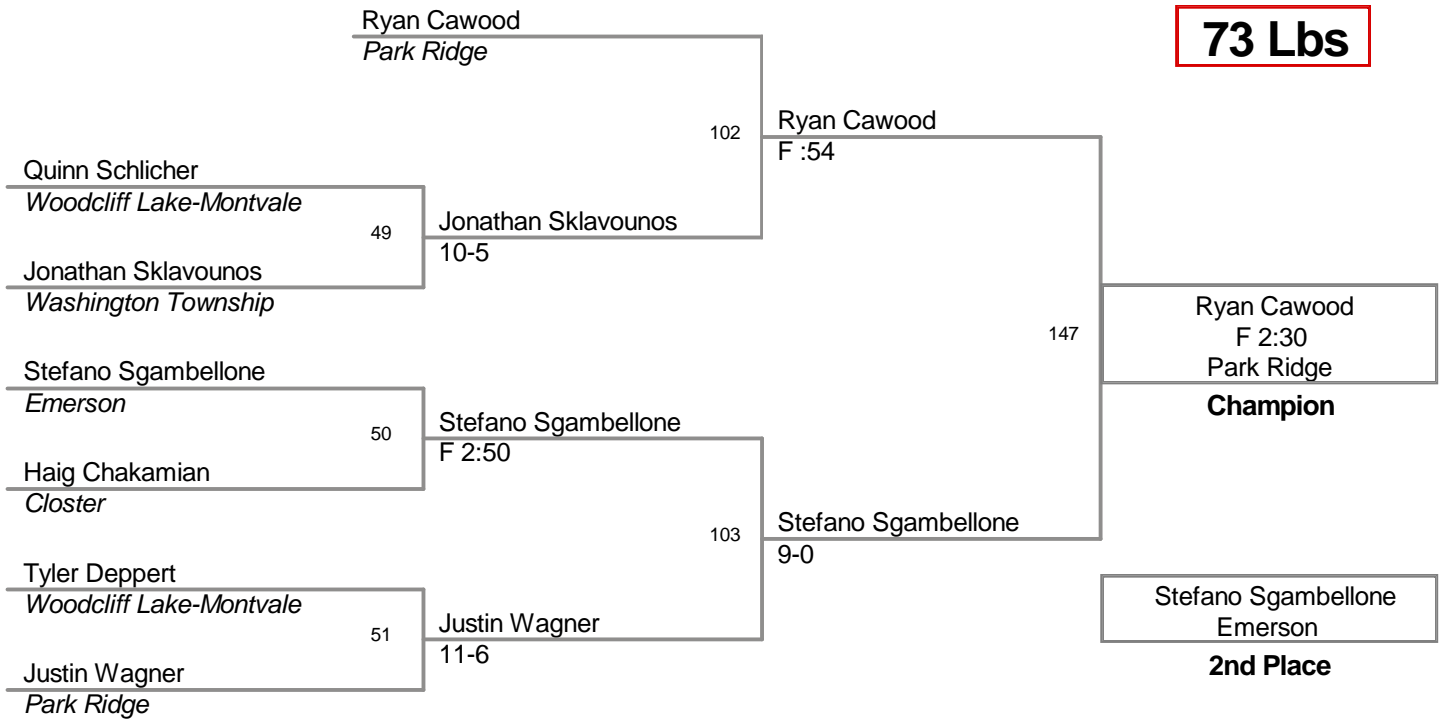 Ryan Cawood
Park Ridge
73 Lbs
102
Ryan Cawood
F :54
Quinn Schlicher
Woodcliff Lake-Montvale
49
Jonathan Sklavounos
10-5
Jonathan Sklavounos
Washington Township
147
Ryan Cawood
F 2:30
Park Ridge
Champion
Stefano Sgambellone
Emerson
50
Stefano Sgambellone
F 2:50
Haig Chakamian
Closter
103
Stefano Sgambellone
9-0
Tyler Deppert
Woodcliff Lake-Montvale
51
Justin Wagner
11-6
Justin Wagner
Park Ridge
Stefano Sgambellone
Emerson
2nd Place